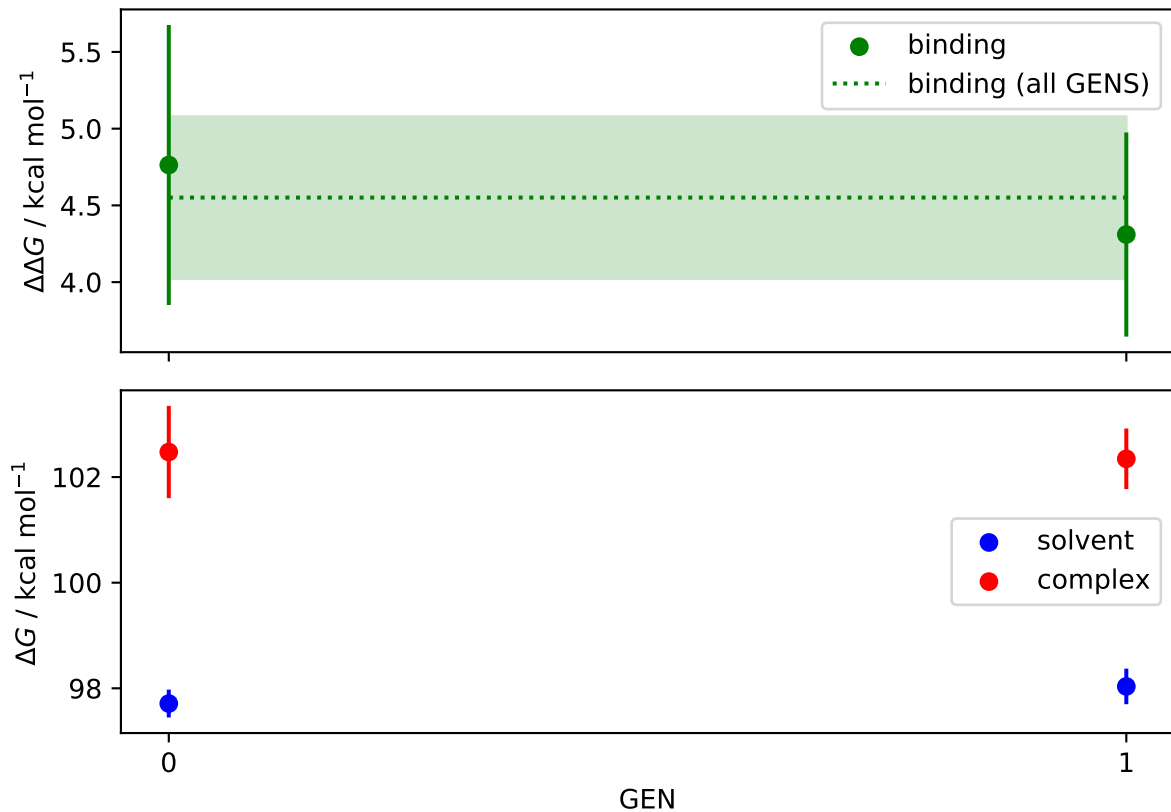 5.5
5.0
4.5
4.0
ΔΔG / kcal mol⁻¹
binding
binding (all GENS)
102
100
98
ΔG / kcal mol⁻¹
solvent
complex
0
1
GEN